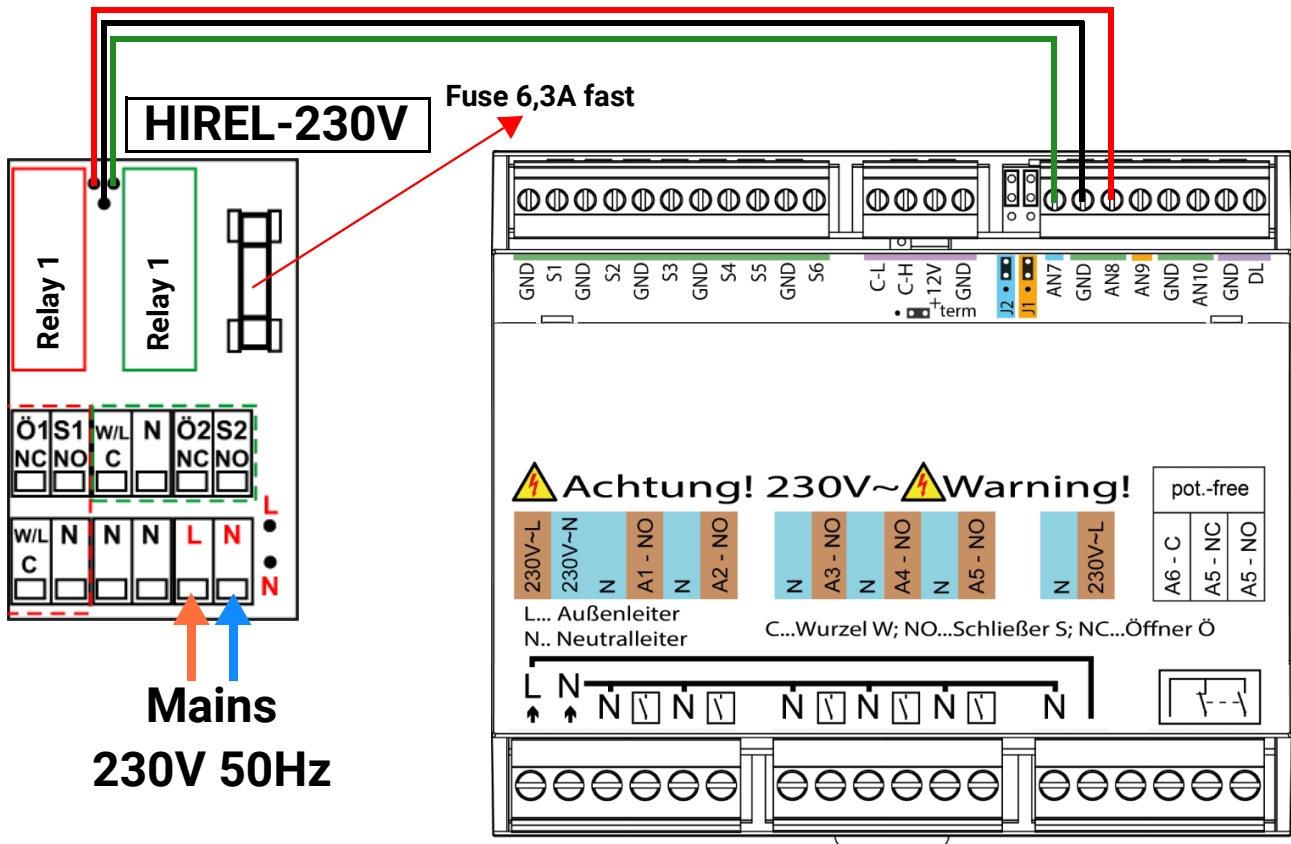 HIREL-230V
Fuse 6,3A fast
Relay 1
Relay 1
Ö1 S1 W/L N Ö2 S2
NC NO C NC NO
L
W/L N N N L N
C
N
Mains
230V 50Hz
GND S1 GND S2 GND S3 GND S4 S5 GND S6
C-L C-H +12V GND
term
J2 J1
AN7 GND AN8 AN9 GND AN10 GND DL
Achtung! 230V~ Warning!
pot.-free
230V~L 230V~N N A1 - NO N A2 - NO
N A3 - NO N A4 - NO N A5 - NO
N 230V~L
A6 - C A5 - NC A5 - NO
L... Außenleiter
N.. Neutralleiter
C...Wurzel W; NO...Schließer S; NC...Öffner Ö
L N N N N N N N